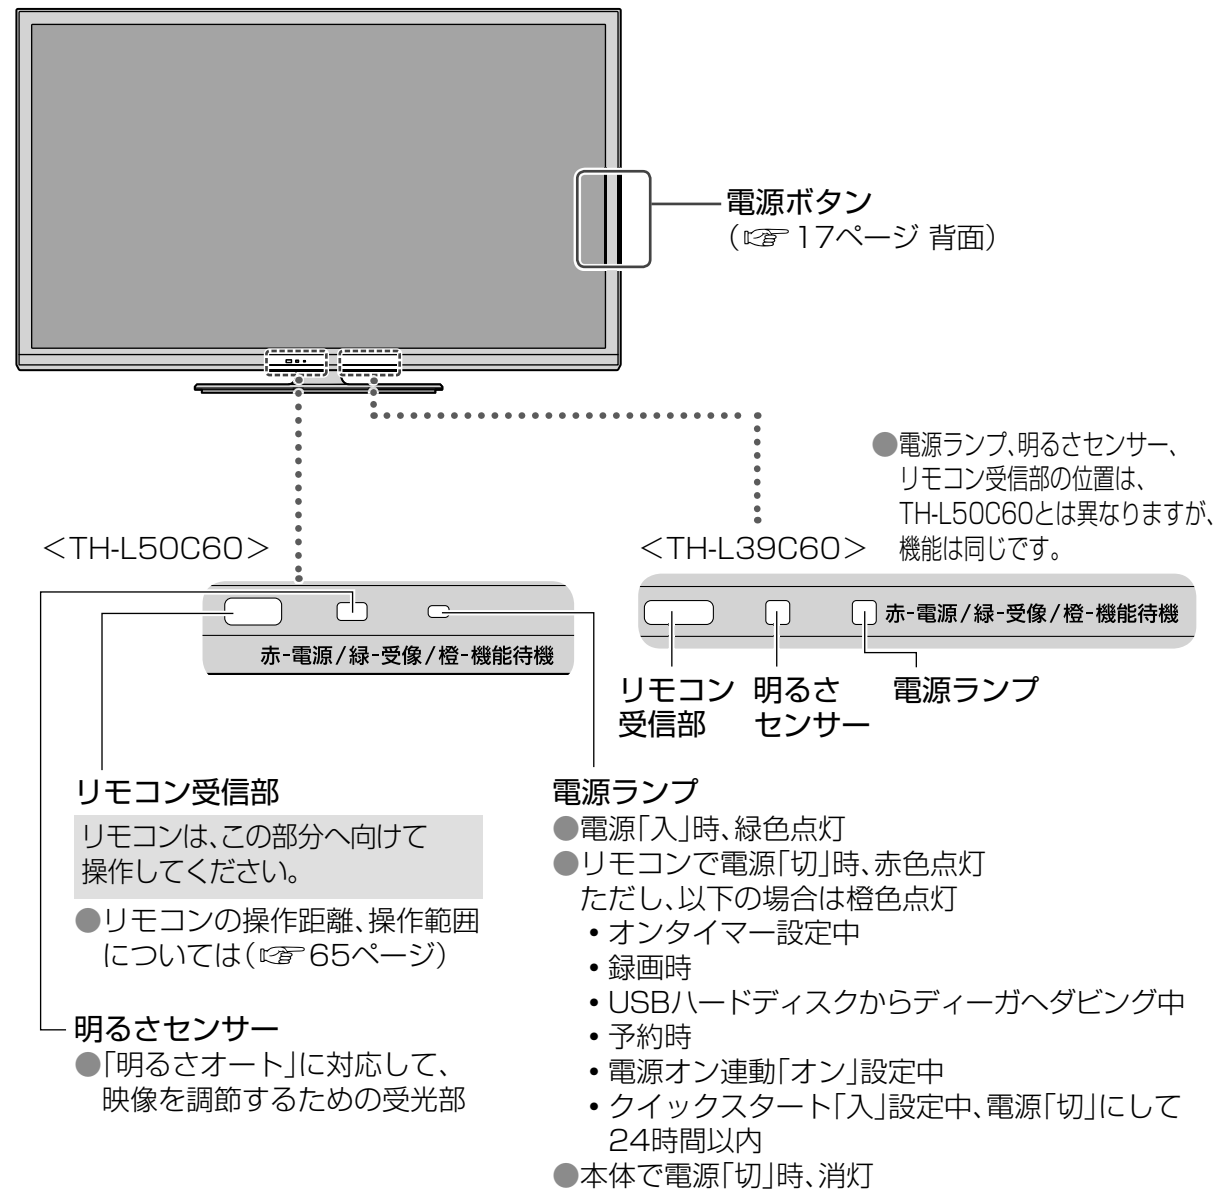 電源ボタン
(☞17ページ 背面)
●電源ランプ、明るさセンサー、
リモコン受信部の位置は、
TH-L50C60とは異なりますが、
機能は同じです。
<TH-L50C60>
赤-電源/緑-受像/橙-機能待機
<TH-L39C60>
赤-電源/緑-受像/橙-機能待機
リモコン
受信部
明るさ
センサー
電源ランプ
リモコン受信部
リモコンは、この部分へ向けて
操作してください。
●リモコンの操作距離、操作範囲
については(☞65ページ)
明るさセンサー
●「明るさオート」に対応して、
映像を調節するための受光部
電源ランプ
●電源「入」時、緑色点灯
●リモコンで電源「切」時、赤色点灯
ただし、以下の場合は橙色点灯
•オンタイマー設定中
•録画時
•USBハードディスクからディーガへダビング中
•予約時
•電源オン連動「オン」設定中
•クイックスタート「入」設定中、電源「切」にして
24時間以内
●本体で電源「切」時、消灯